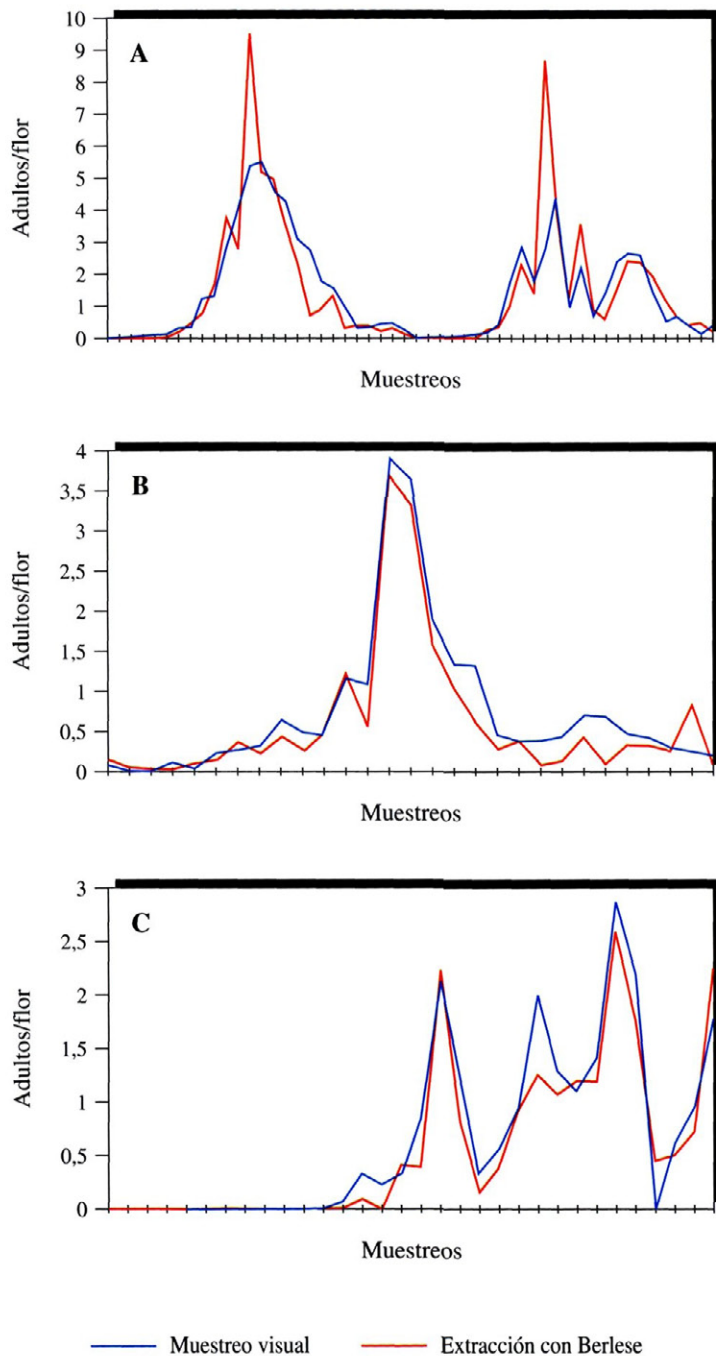 A
Adultos/flor
10
9
8
7
6
5
4
3
2
1
0
Muestreos
B
Adultos/flor
4
3,5
3
2,5
2
1,5
1
0,5
0
Muestreos
C
Adultos/flor
3
2,5
2
1,5
1
0,5
0
Muestreos
Muestreo visual
Extracción con Berlese